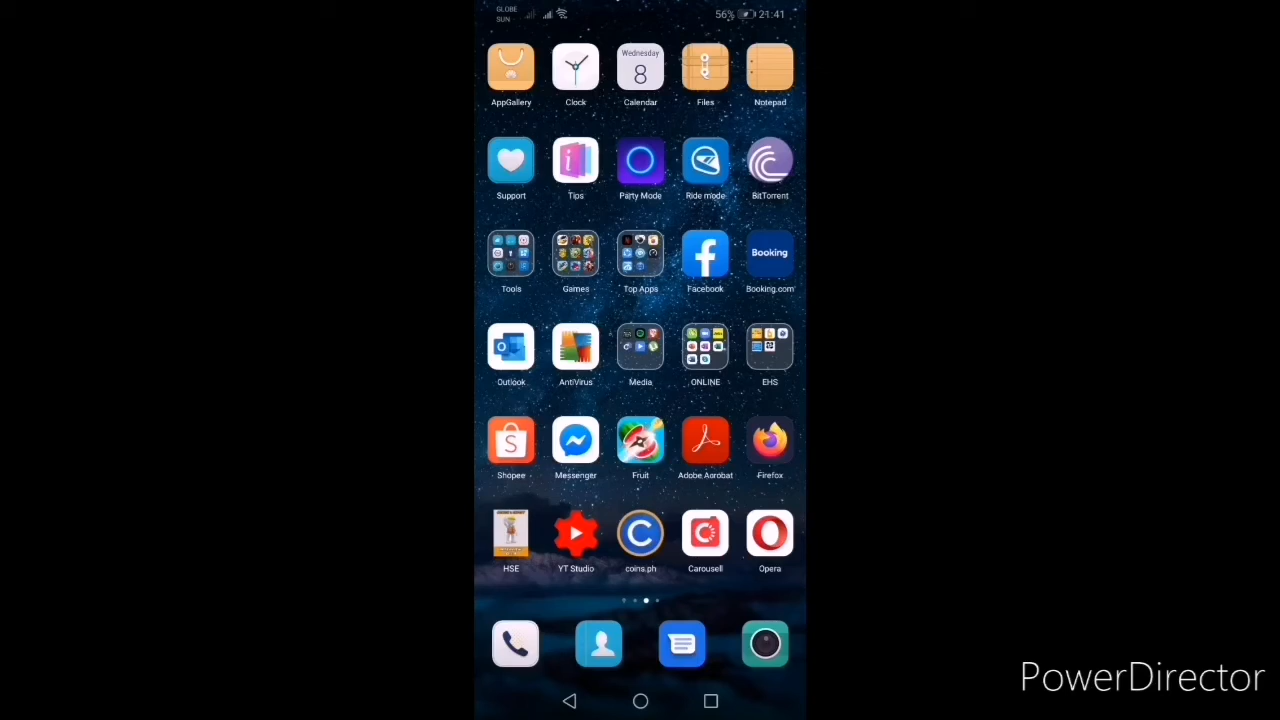 GLOBE
SUN
56% 21:41
Wednesday
8
AppGallery Clock Calendar Files Notepad
Support Tips Party Mode Ride mode BitTorrent
Booking
Tools Games Top Apps Facebook Booking.com
Outlook AntiVirus Media ONLINE EHS
Shopee Messenger Fruit Adobe Acrobat Firefox
HSE YT Studio coins.ph Carousell Opera
PowerDirector